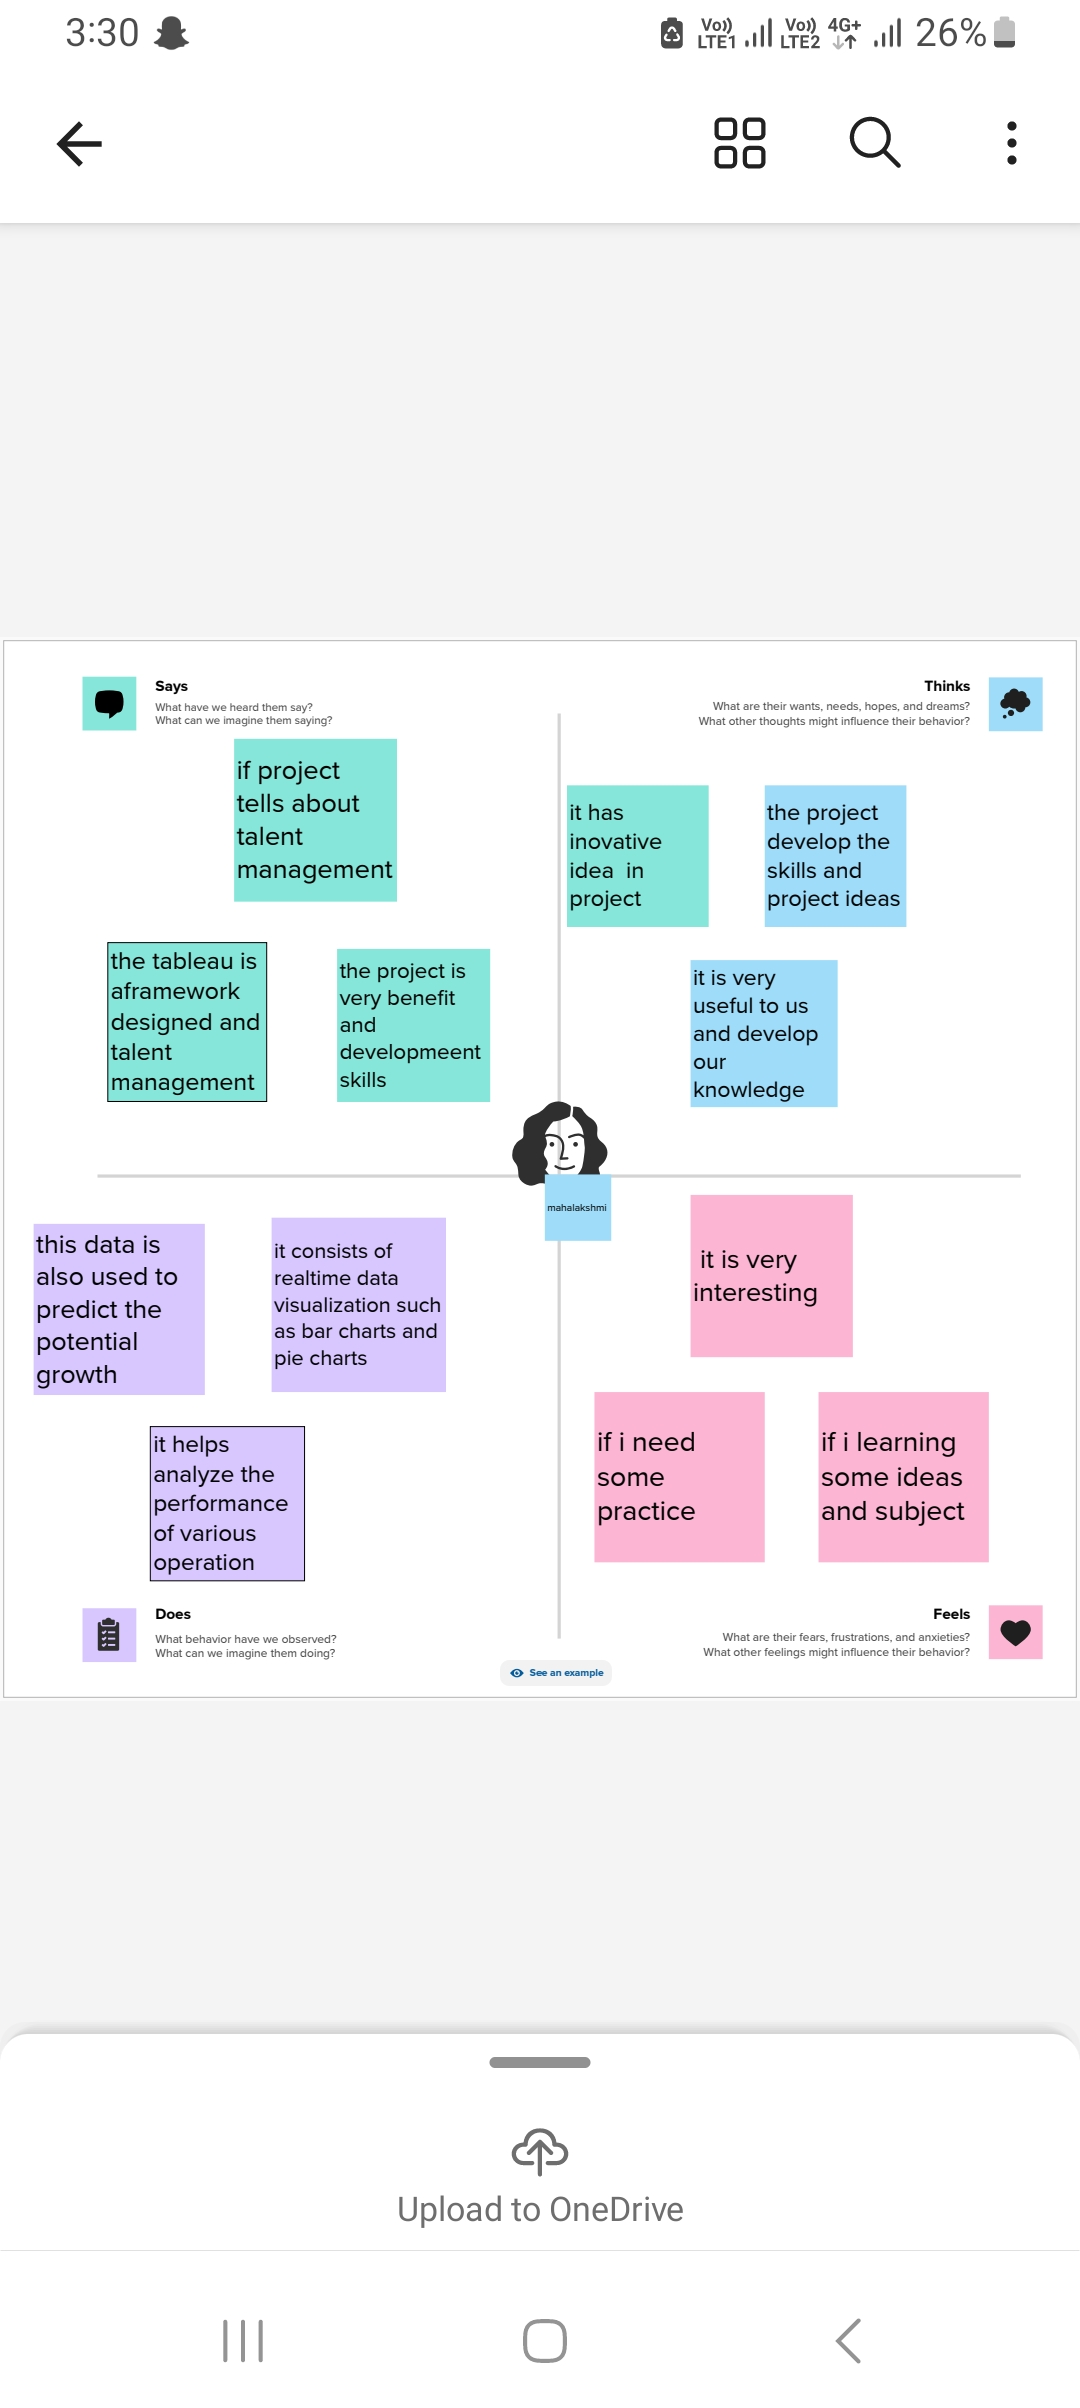 3:30
Vo)) LTE1 Vo)) LTE2 4G+ 26%
Says
What have we heard them say?
What can we imagine them saying?
Thinks
What are their wants, needs, hopes, and dreams?
What other thoughts might influence their behavior?
if project
tells about
talent
management
it has
inovative
idea  in
project
the project
develop the
skills and
project ideas
the tableau is
aframework
designed and
talent
management
the project is
very benefit
and
developmeent
skills
it is very
useful to us
and develop
our
knowledge
mahalakshmi
this data is
also used to
predict the
potential
growth
it consists of
realtime data
visualization such
as bar charts and
pie charts
it is very
interesting
it helps
analyze the
performance
of various
operation
if i need
some
practice
if i learning
some ideas
and subject
Does
What behavior have we observed?
What can we imagine them doing?
Feels
What are their fears, frustrations, and anxieties?
What other feelings might influence their behavior?
See an example
Upload to OneDrive